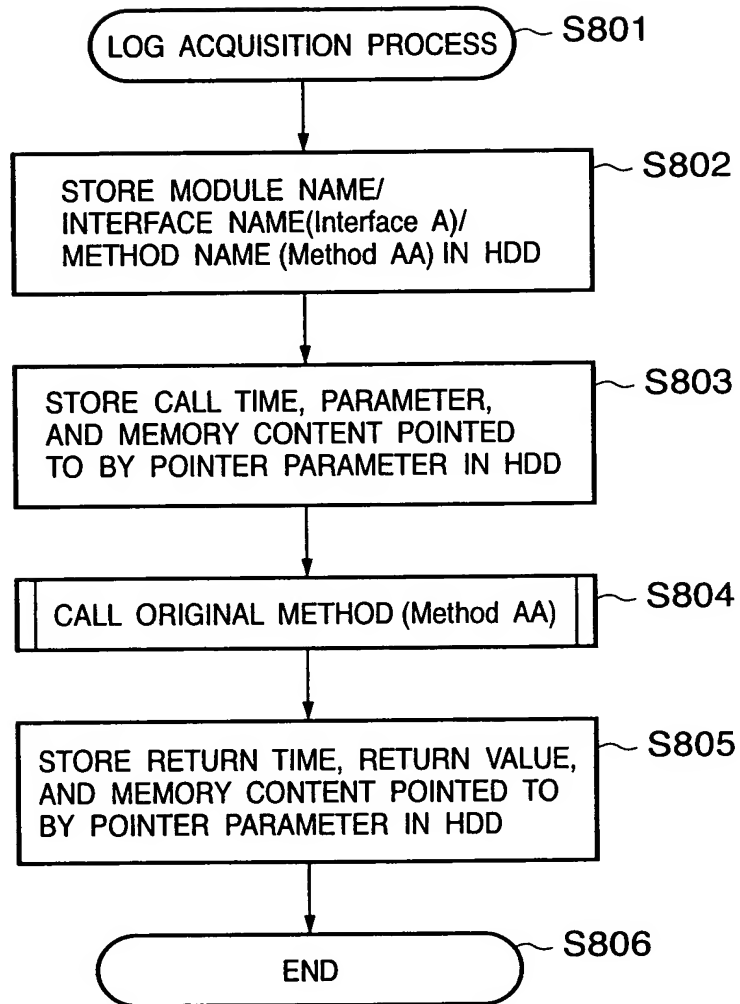 LOG ACQUISITION PROCESS
S801
STORE MODULE NAME/
INTERFACE NAME(Interface A)/
METHOD NAME (Method AA) IN HDD
S802
STORE CALL TIME, PARAMETER,
AND MEMORY CONTENT POINTED
TO BY POINTER PARAMETER IN HDD
S803
CALL ORIGINAL METHOD (Method AA)
S804
STORE RETURN TIME, RETURN VALUE,
AND MEMORY CONTENT POINTED TO
BY POINTER PARAMETER IN HDD
S805
END
S806